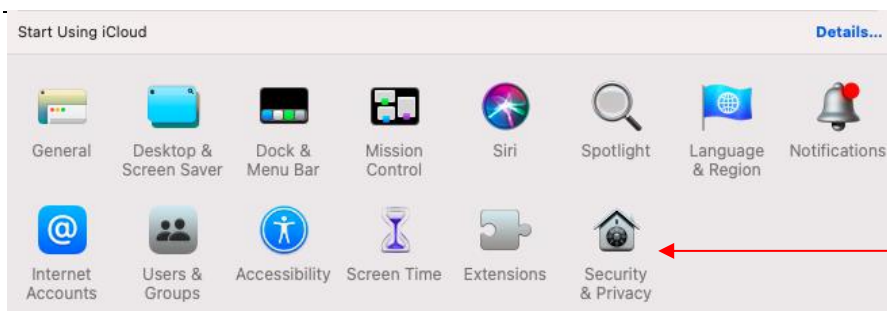 Start Using iCloud Details...
General Desktop & Dock & Mission Siri Spotlight Language Notifications
Screen Saver Menu Bar Control & Region
Internet Users & Accessibility Screen Time Extensions Security
Accounts Groups & Privacy